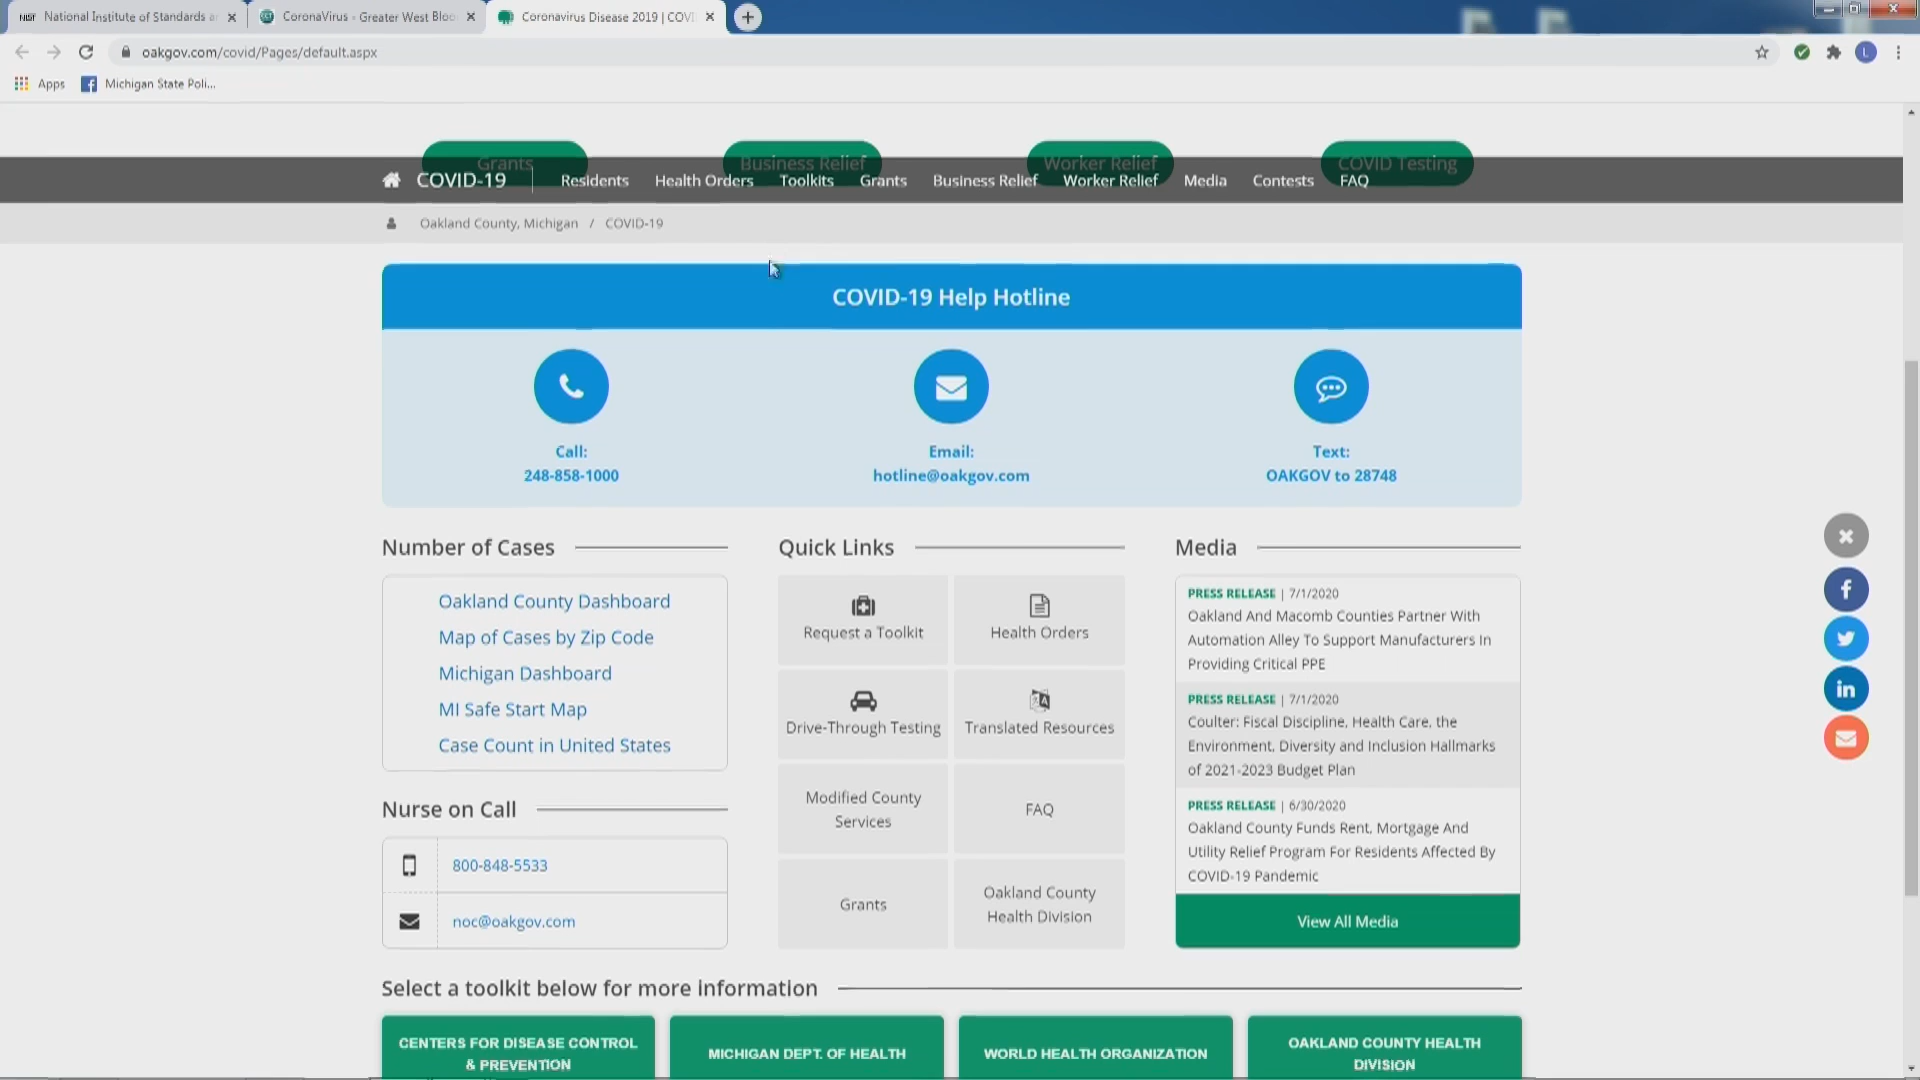 NIST National Institute of Standards a
CoronaVirus - Greater West Bloo
Coronavirus Disease 2019 | COVI
oakgov.com/covid/Pages/default.aspx
L
Apps
Michigan State Poli...
Grants
Business Relief
Worker Relief
COVID Testing
COVID-19
Residents
Health Orders
Toolkits
Grants
Business Relief
Worker Relief
Media
Contests
FAQ
Oakland County, Michigan / COVID-19
COVID-19 Help Hotline
Call:
248-858-1000
Email:
hotline@oakgov.com
Text:
OAKGOV to 28748
Number of Cases
Oakland County Dashboard
Map of Cases by Zip Code
Michigan Dashboard
MI Safe Start Map
Case Count in United States
Nurse on Call
800-848-5533
noc@oakgov.com
Quick Links
Request a Toolkit
Health Orders
Drive-Through Testing
Translated Resources
Modified County
Services
FAQ
Grants
Oakland County
Health Division
Media
PRESS RELEASE | 7/1/2020
Oakland And Macomb Counties Partner With
Automation Alley To Support Manufacturers In
Providing Critical PPE
PRESS RELEASE | 7/1/2020
Coulter: Fiscal Discipline, Health Care, the
Environment, Diversity and Inclusion Hallmarks
of 2021-2023 Budget Plan
PRESS RELEASE | 6/30/2020
Oakland County Funds Rent, Mortgage And
Utility Relief Program For Residents Affected By
COVID-19 Pandemic
View All Media
Select a toolkit below for more information
CENTERS FOR DISEASE CONTROL
& PREVENTION
MICHIGAN DEPT. OF HEALTH
WORLD HEALTH ORGANIZATION
OAKLAND COUNTY HEALTH
DIVISION